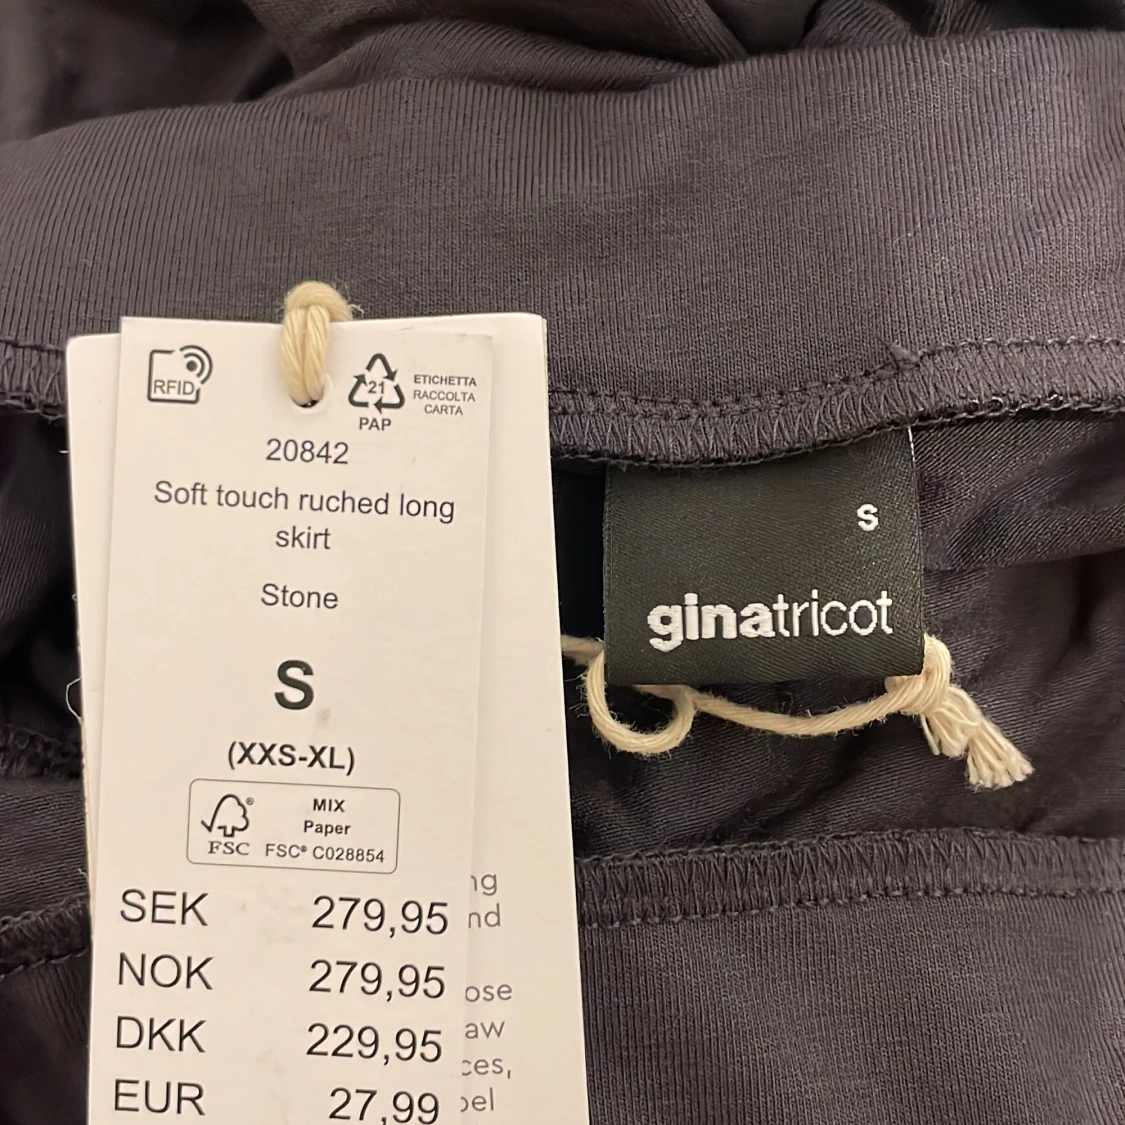 RFID
21
PAP
ETICHETTA
RACCOLTA
CARTA
20842
Soft touch ruched long
skirt
Stone
S
(XXS-XL)
FSC®
MIX
Paper
FSC® C028854
SEK 279,95
NOK 279,95
DKK 229,95
EUR 27,99
S
ginatricot